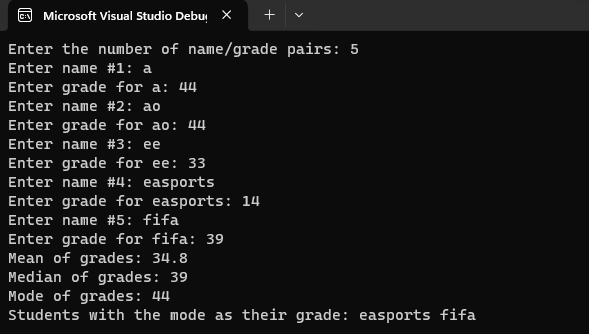 Microsoft Visual Studio Debu
Enter the number of name/grade pairs: 5
Enter name #1: a
Enter grade for a: 44
Enter name #2: ao
Enter grade for ao: 44
Enter name #3: ee
Enter grade for ee: 33
Enter name #4: easports
Enter grade for easports: 14
Enter name #5: fifa
Enter grade for fifa: 39
Mean of grades: 34.8
Median of grades: 39
Mode of grades: 44
Students with the mode as their grade: easports fifa